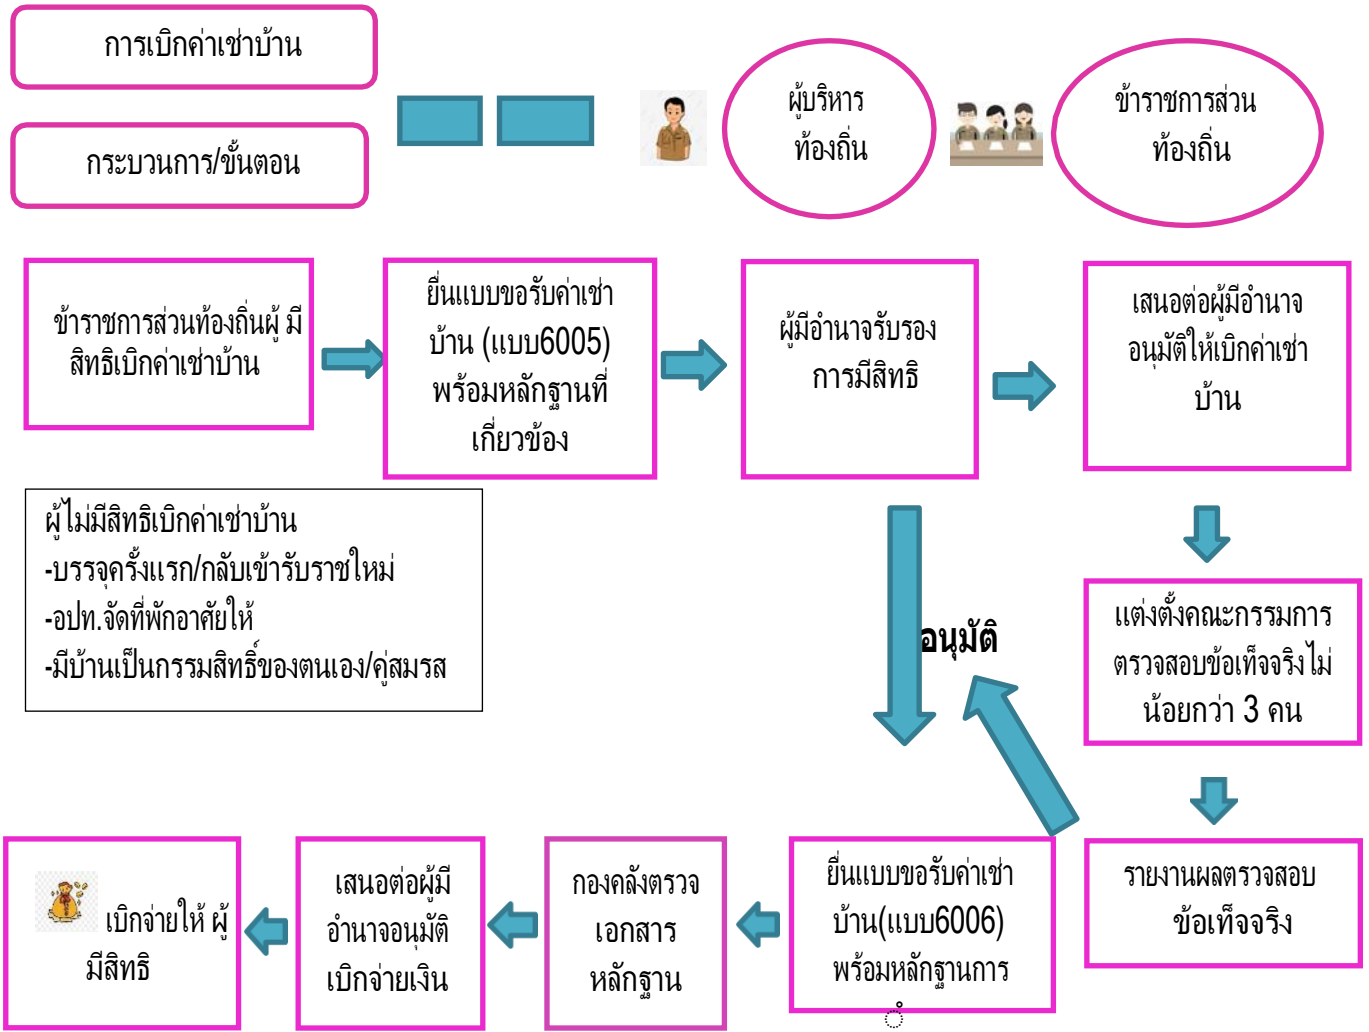 การเบิกค่าเช่าบ้าน
กระบวนการ/ขั้นตอน
ผู้บริหาร
ท้องถิ่น
ข้าราชการส่วน
ท้องถิ่น
ข้าราชการส่วนท้องถิ่นผู้ มี
สิทธิเบิกค่าเช่าบ้าน
ยื่นแบบขอรับค่าเช่า
บ้าน (แบบ6005)
พร้อมหลักฐานที่
เกี่ยวข้อง
ผู้มีอำนาจรับรอง
การมีสิทธิ
เสนอต่อผู้มีอำนาจ
อนุมัติให้เบิกค่าเช่า
บ้าน
ผู้ไม่มีสิทธิเบิกค่าเช่าบ้าน
-บรรจุครั้งแรก/กลับเข้ารับราชใหม่
-อปท.จัดที่พักอาศัยให้
-มีบ้านเป็นกรรมสิทธิ์ของตนเอง/คู่สมรส
อนุมัติ
แต่งตั้งคณะกรรมการ
ตรวจสอบข้อเท็จจริงไม่
น้อยกว่า 3 คน
รายงานผลตรวจสอบ
ข้อเท็จจริง
ยื่นแบบขอรับค่าเช่า
บ้าน(แบบ6006)
พร้อมหลักฐานการ
กองคลังตรวจ
เอกสาร
หลักฐาน
เสนอต่อผู้มี
อำนาจอนุมัติ
เบิกจ่ายเงิน
เบิกจ่ายให้ ผู้
มีสิทธิ